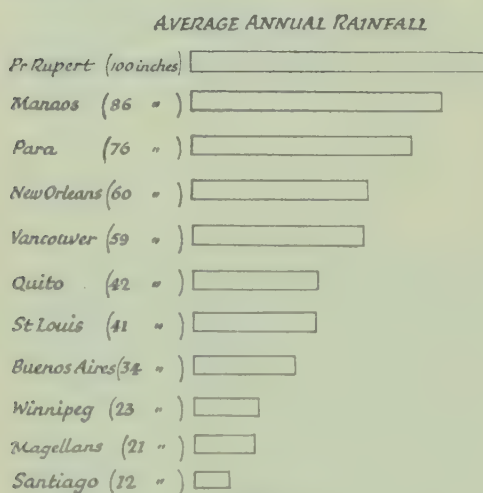 AVERAGE ANNUAL RAINFALL
Pr Rupert (100 inches)
Manaos (86 " )
Para (76 " )
New Orleans (60 " )
Vancouver (59 " )
Quito (42 " )
St Louis (41 " )
Buenos Aires (34 " )
Winnipeg (23 " )
Magellans (21 " )
Santiago (12 " )